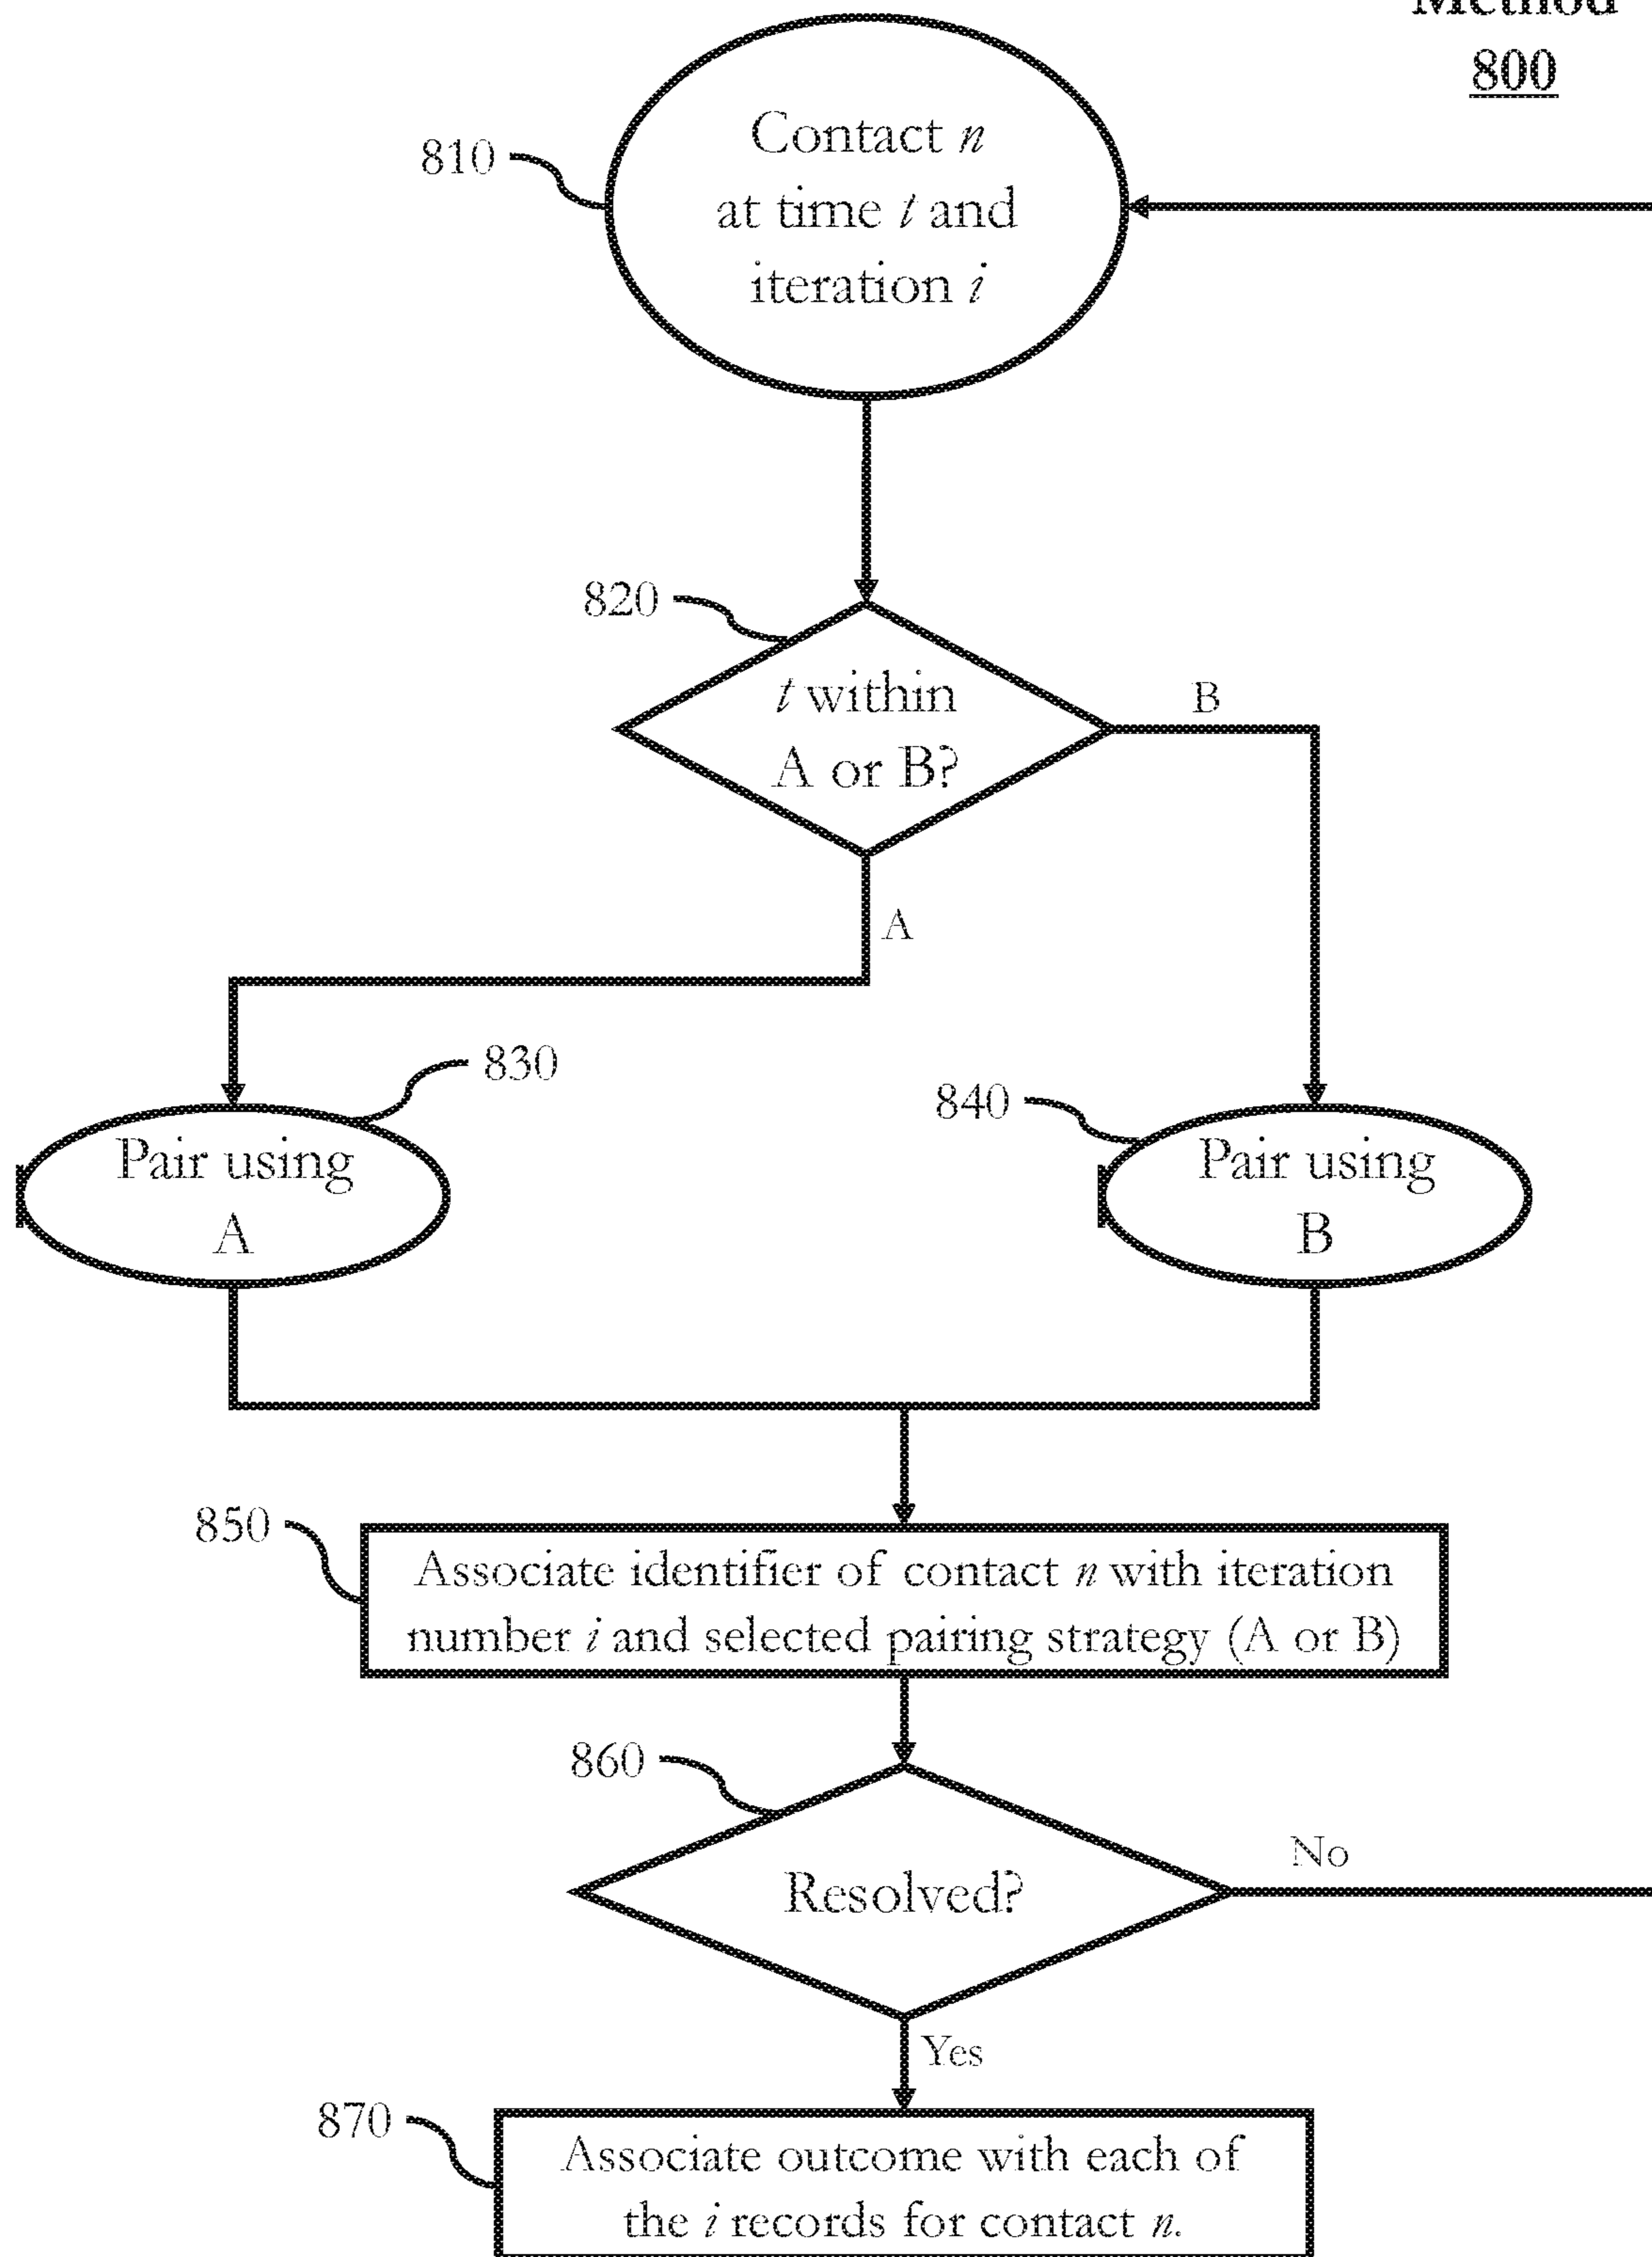 Method
800
810
Contact n
at time t and
iteration i
820
t within
A or B?
B
A
830
Pair using
A
840
Pair using
B
850
Associate identifier of contact n with iteration
number i and selected pairing strategy (A or B)
860
Resolved?
No
Yes
870
Associate outcome with each of
the i records for contact n.